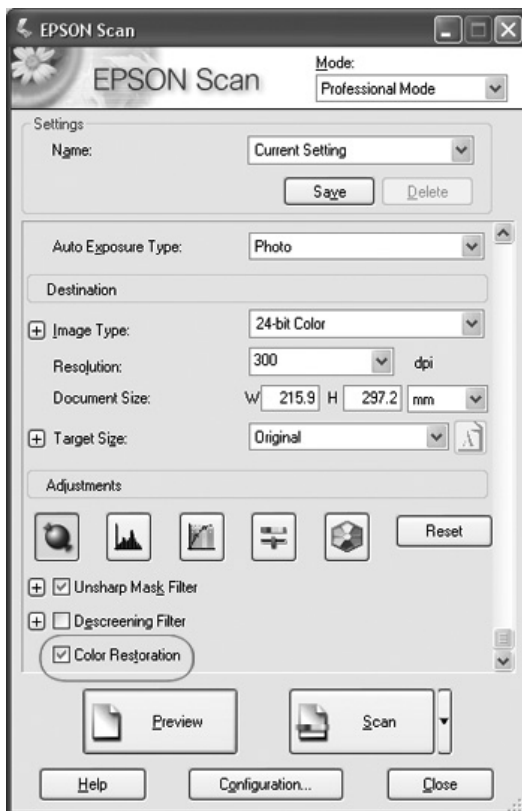 EPSON Scan
EPSON Scan
Mode:
Professional Mode
Settings
Name:
Current Setting
Save
Delete
Auto Exposure Type:
Photo
Destination
Image Type:
24-bit Color
Resolution:
300
dpi
Document Size:
W 215.9 H 297.2 mm
Target Size:
Original
Adjustments
Reset
Unsharp Mask Filter
Descreening Filter
Color Restoration
Preview
Scan
Help
Configuration...
Close